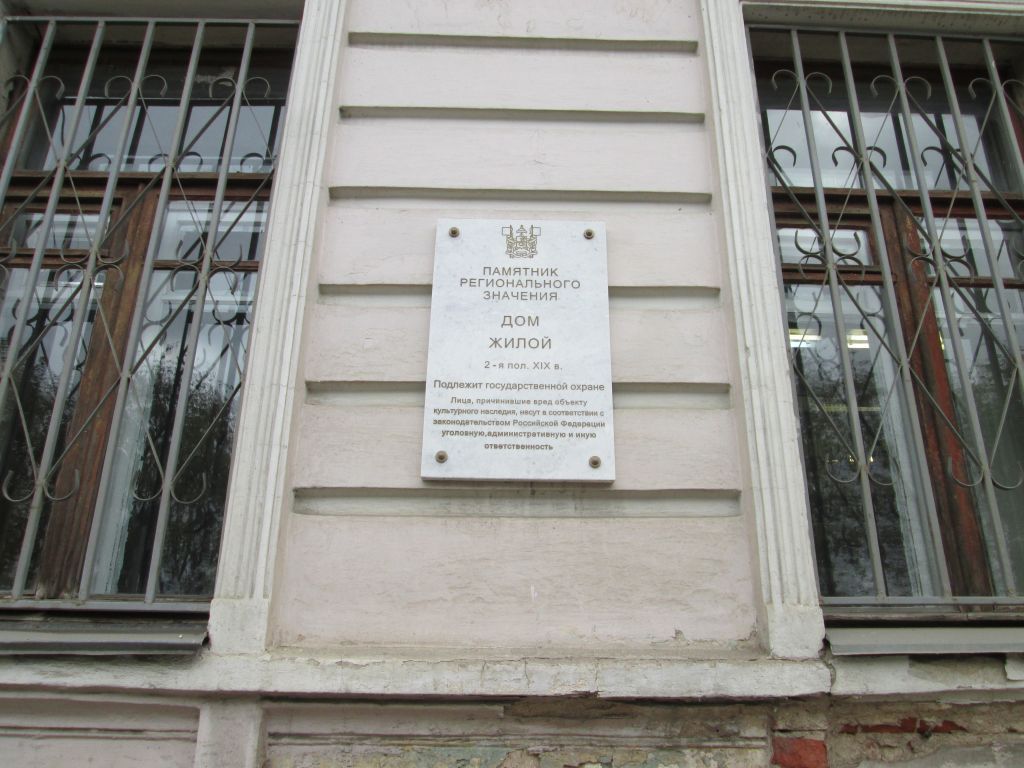 ПАМЯТНИК
РЕГИОНАЛЬНОГО
ЗНАЧЕНИЯ
ДОМ
ЖИЛОЙ
2-я пол. XIX в.
Подлежит государственной охране
Лица, причинившие вред объекту
культурного наследия, несут в соответствии с
законодательством Российской Федерации
уголовную,административную и иную
ответственность